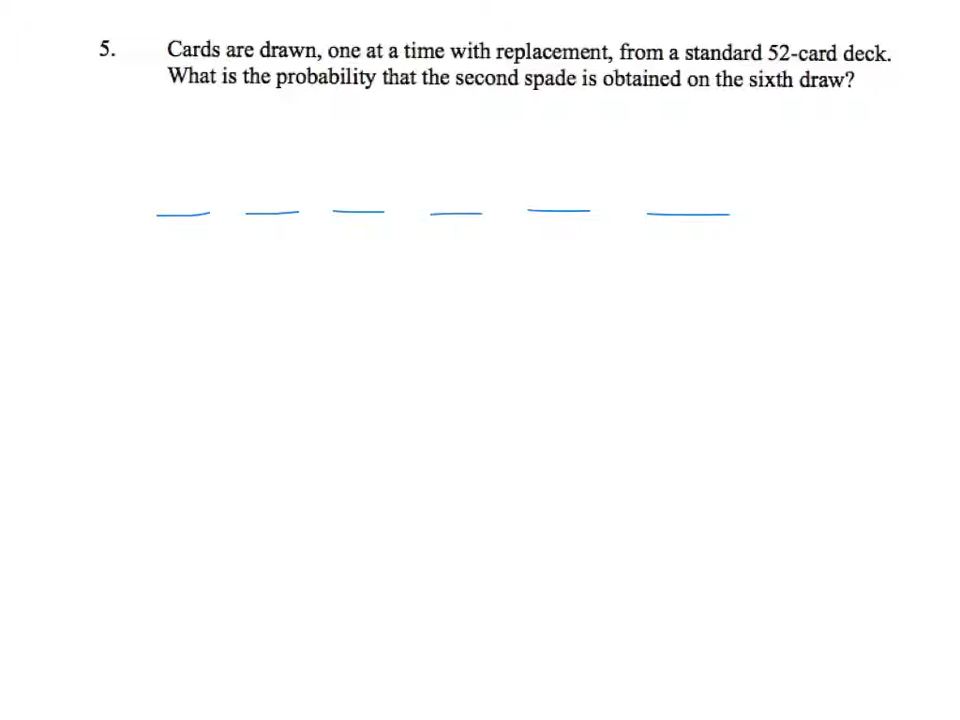 5. Cards are drawn, one at a time with replacement, from a standard 52-card deck.
What is the probability that the second spade is obtained on the sixth draw?